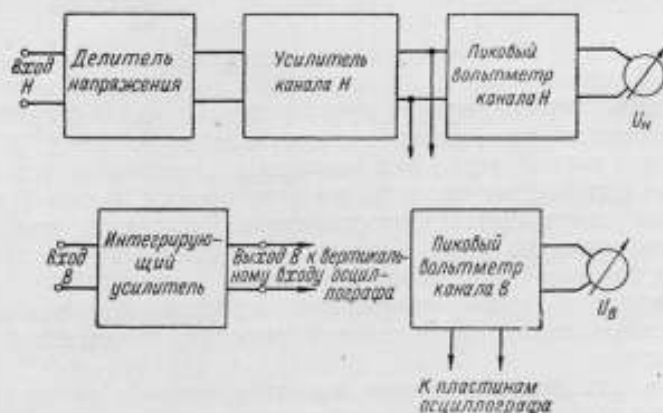 Вход
Н
Делитель
напряжения
Усилитель
канала Н
Пиковый
вольтметр
канала Н
Uн
Вход
В
Интегрирую-
щий
усилитель
Выход В к вертикаль-
ному входу осцил-
лографа
Пиковый
вольтметр
канала В
Uв
К пластинам
осциллографа